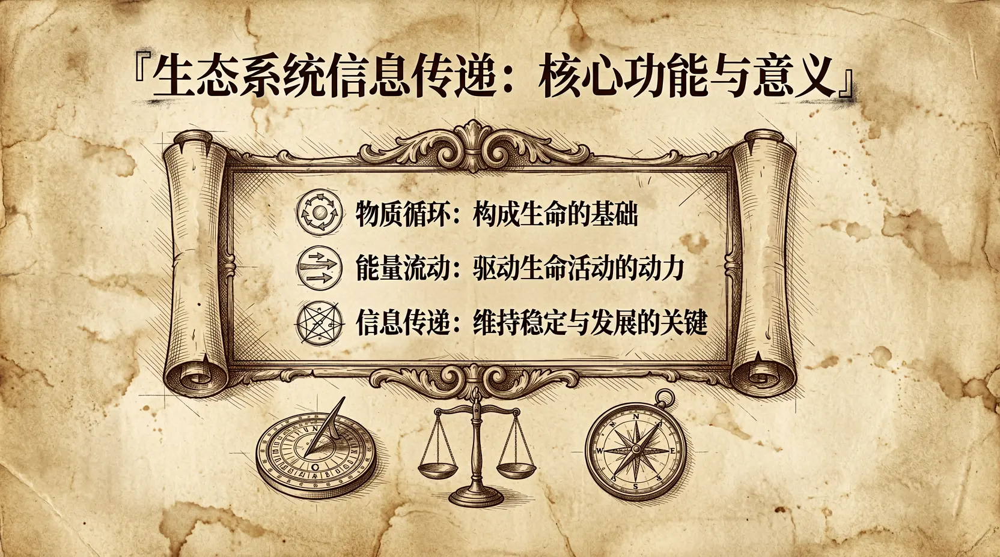 『生态系统信息传递：核心功能与意义』
物质循环：构成生命的基础
能量流动：驱动生命活动的动力
信息传递：维持稳定与发展的关键
N
W
E
S